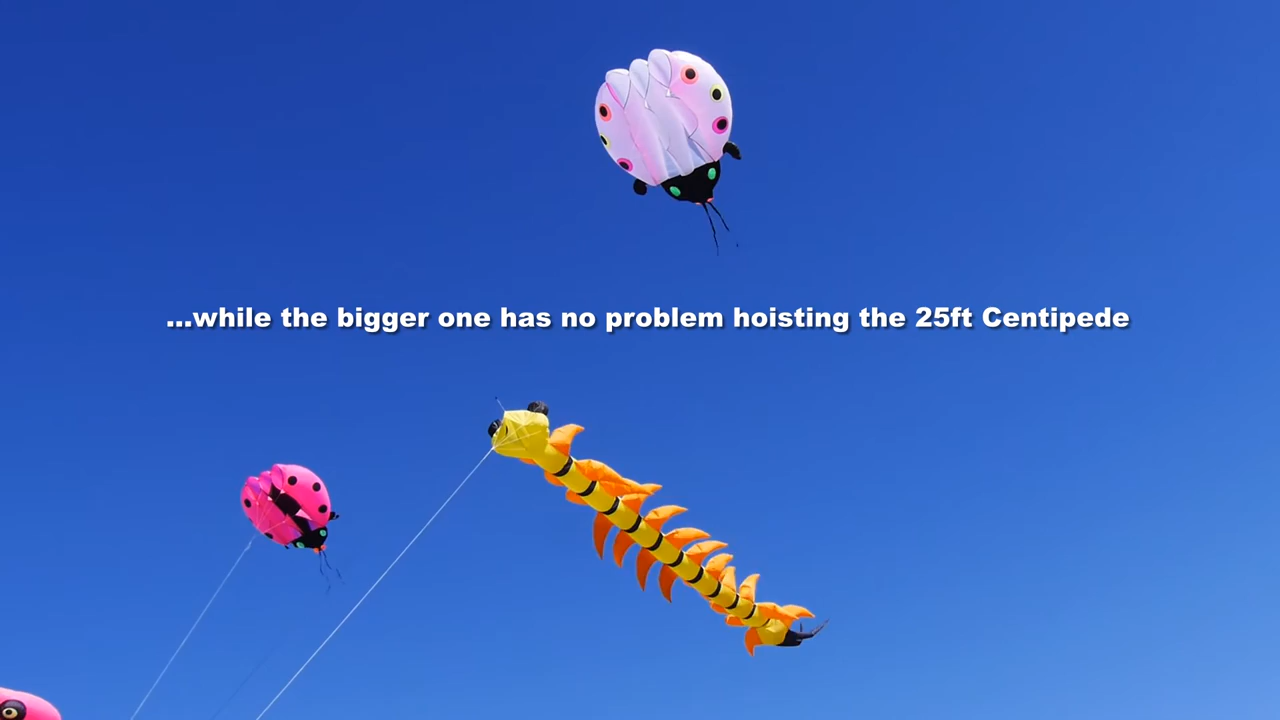 ...while the bigger one has no problem hoisting the 25ft Centipede